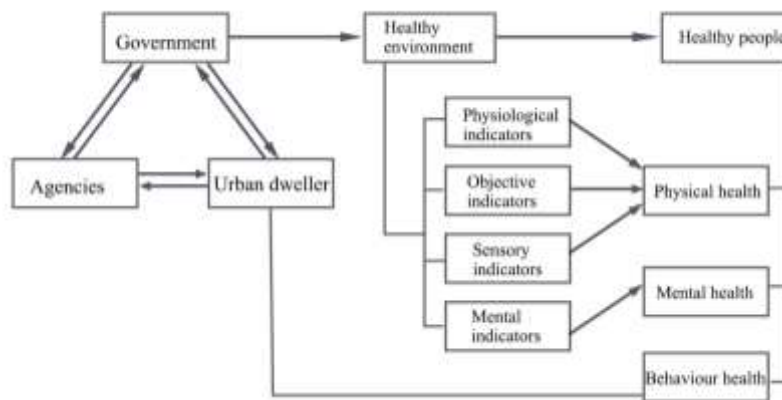 Government
Healthy
environment
Healthy people
Physiological
indicators
Agencies
Urban dweller
Objective
indicators
Physical health
Sensory
indicators
Mental health
Mental
indicators
Behaviour health